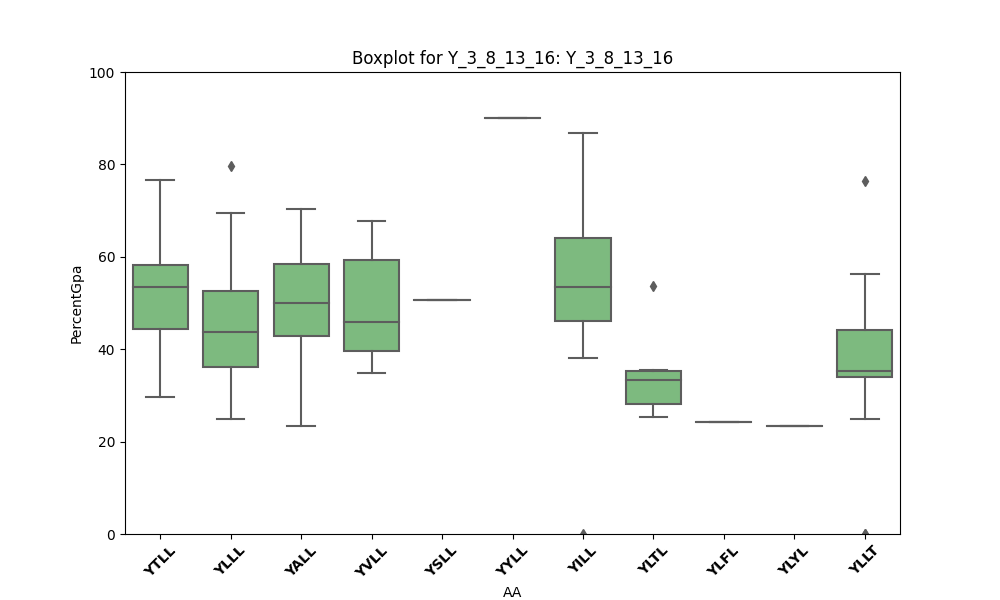 Boxplot for Y_3_8_13_16: Y_3_8_13_16
100
80
60
40
20
0
PercentGpa
YTLL YLLL YALL YVLL YSLL YYLL YILL YLTL YLFL YLYL YLLT
AA